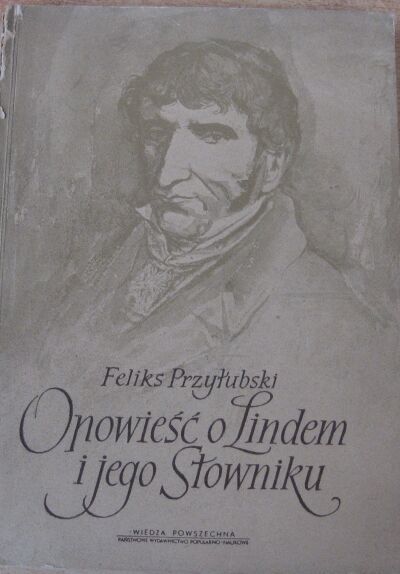 Feliks Przyłubski
Opowieść o Lindem
i jego Słowniku
WIEDZA POWSZECHNA
PAŃSTWOWE WYDAWNICTWO POPULARNO-NAUKOWE